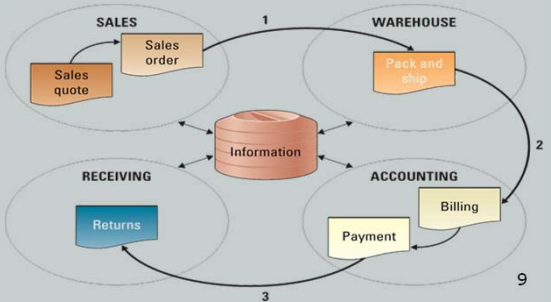 SALES
1
WAREHOUSE
Sales
order
Sales
quote
Pack and
ship
2
Information
RECEIVING
ACCOUNTING
Returns
Billing
Payment
9
3